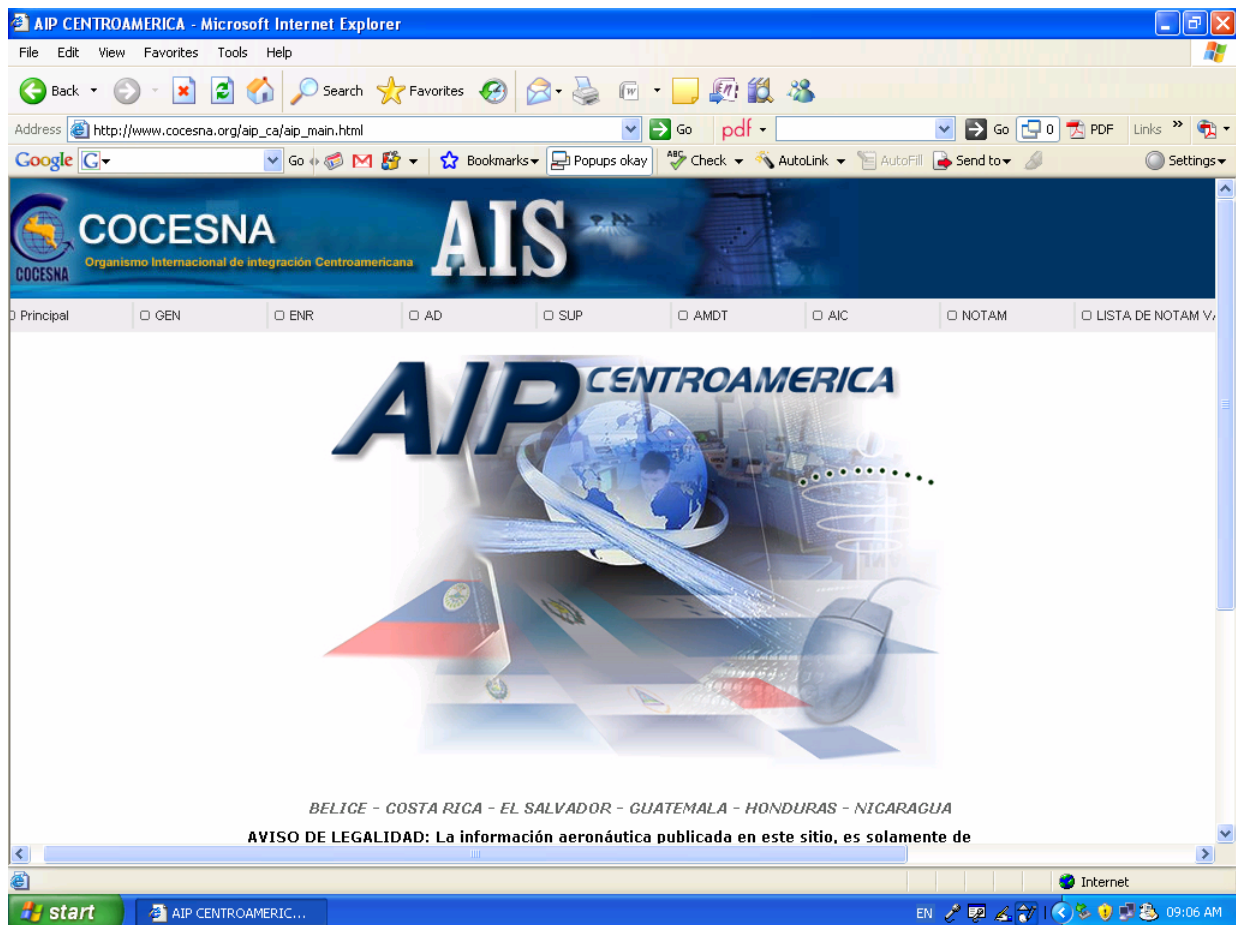 AIP CENTROAMERICA - Microsoft Internet Explorer
File Edit View Favorites Tools Help
Back Search Favorites
Address http://www.cocesna.org/aip_ca/aip_main.html Go pdf Go 0 PDF Links »
Google G Go Bookmarks Popups okay ABC Check AutoLink AutoFill Send to Settings
COCESNA
Organismo Internacional de integración Centroamericana
COCESNA
AIS
Principal GEN ENR AD SUP AMDT AIC NOTAM LISTA DE NOTAM
AIP CENTROAMERICA
BELICE - COSTA RICA - EL SALVADOR - GUATEMALA - HONDURAS - NICARAGUA
AVISO DE LEGALIDAD: La información aeronáutica publicada en este sitio, es solamente de
Internet
start AIP CENTROAMERIC... EN 09:06 AM